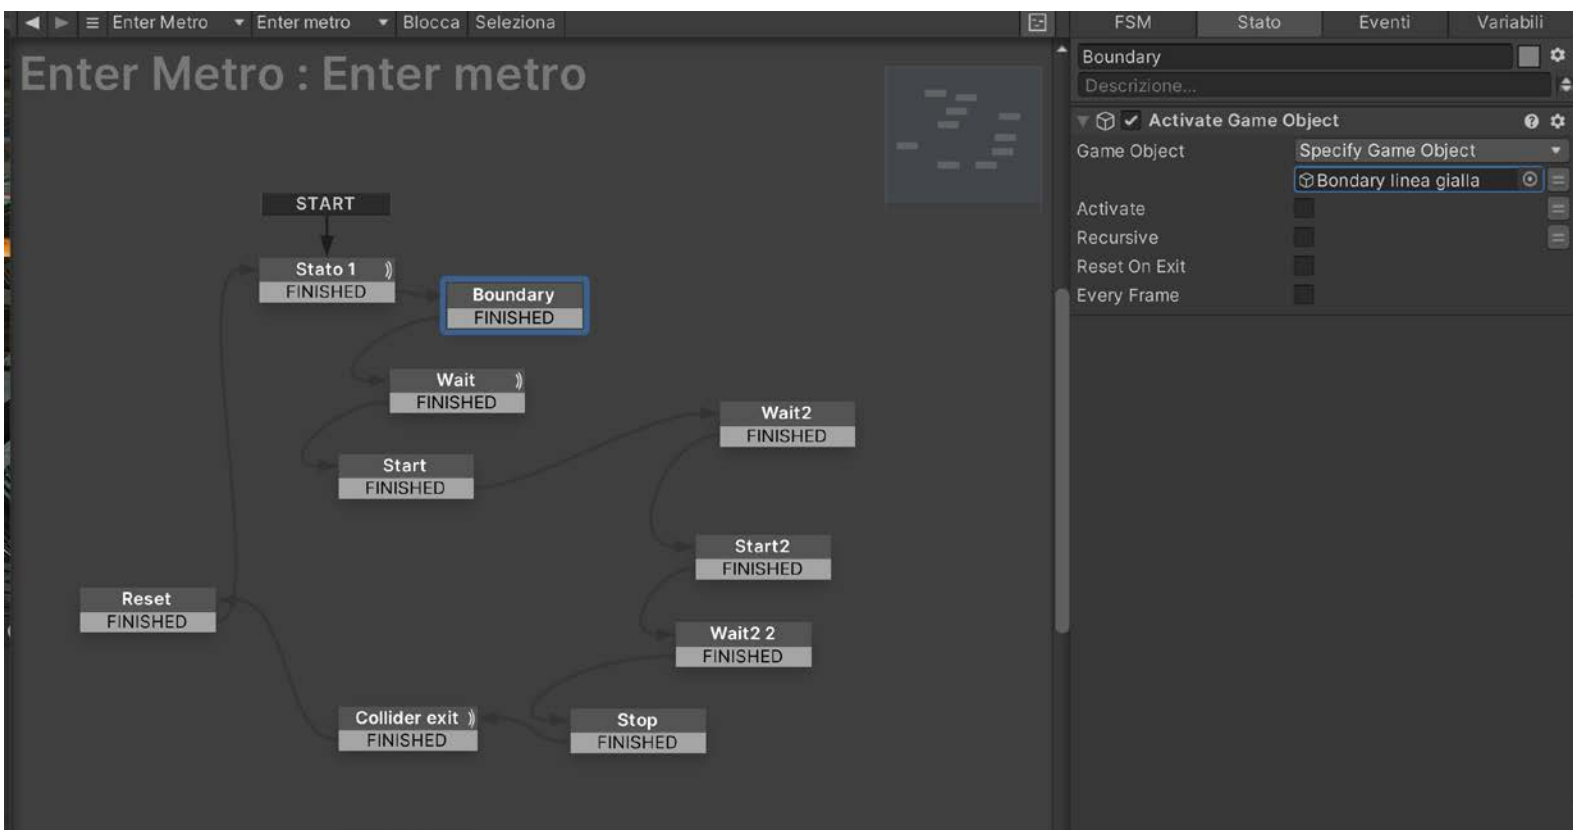 Enter Metro Enter metro Blocca Seleziona
Enter Metro : Enter metro
START
Stato 1
FINISHED
Boundary
FINISHED
Wait
FINISHED
Wait2
FINISHED
Start
FINISHED
Start2
FINISHED
Reset
FINISHED
Wait2 2
FINISHED
Collider exit
FINISHED
Stop
FINISHED
FSM Stato Eventi Variabili
Boundary
Descrizione...
Activate Game Object
Game Object Specify Game Object
Bondary linea gialla
Activate
Recursive
Reset On Exit
Every Frame